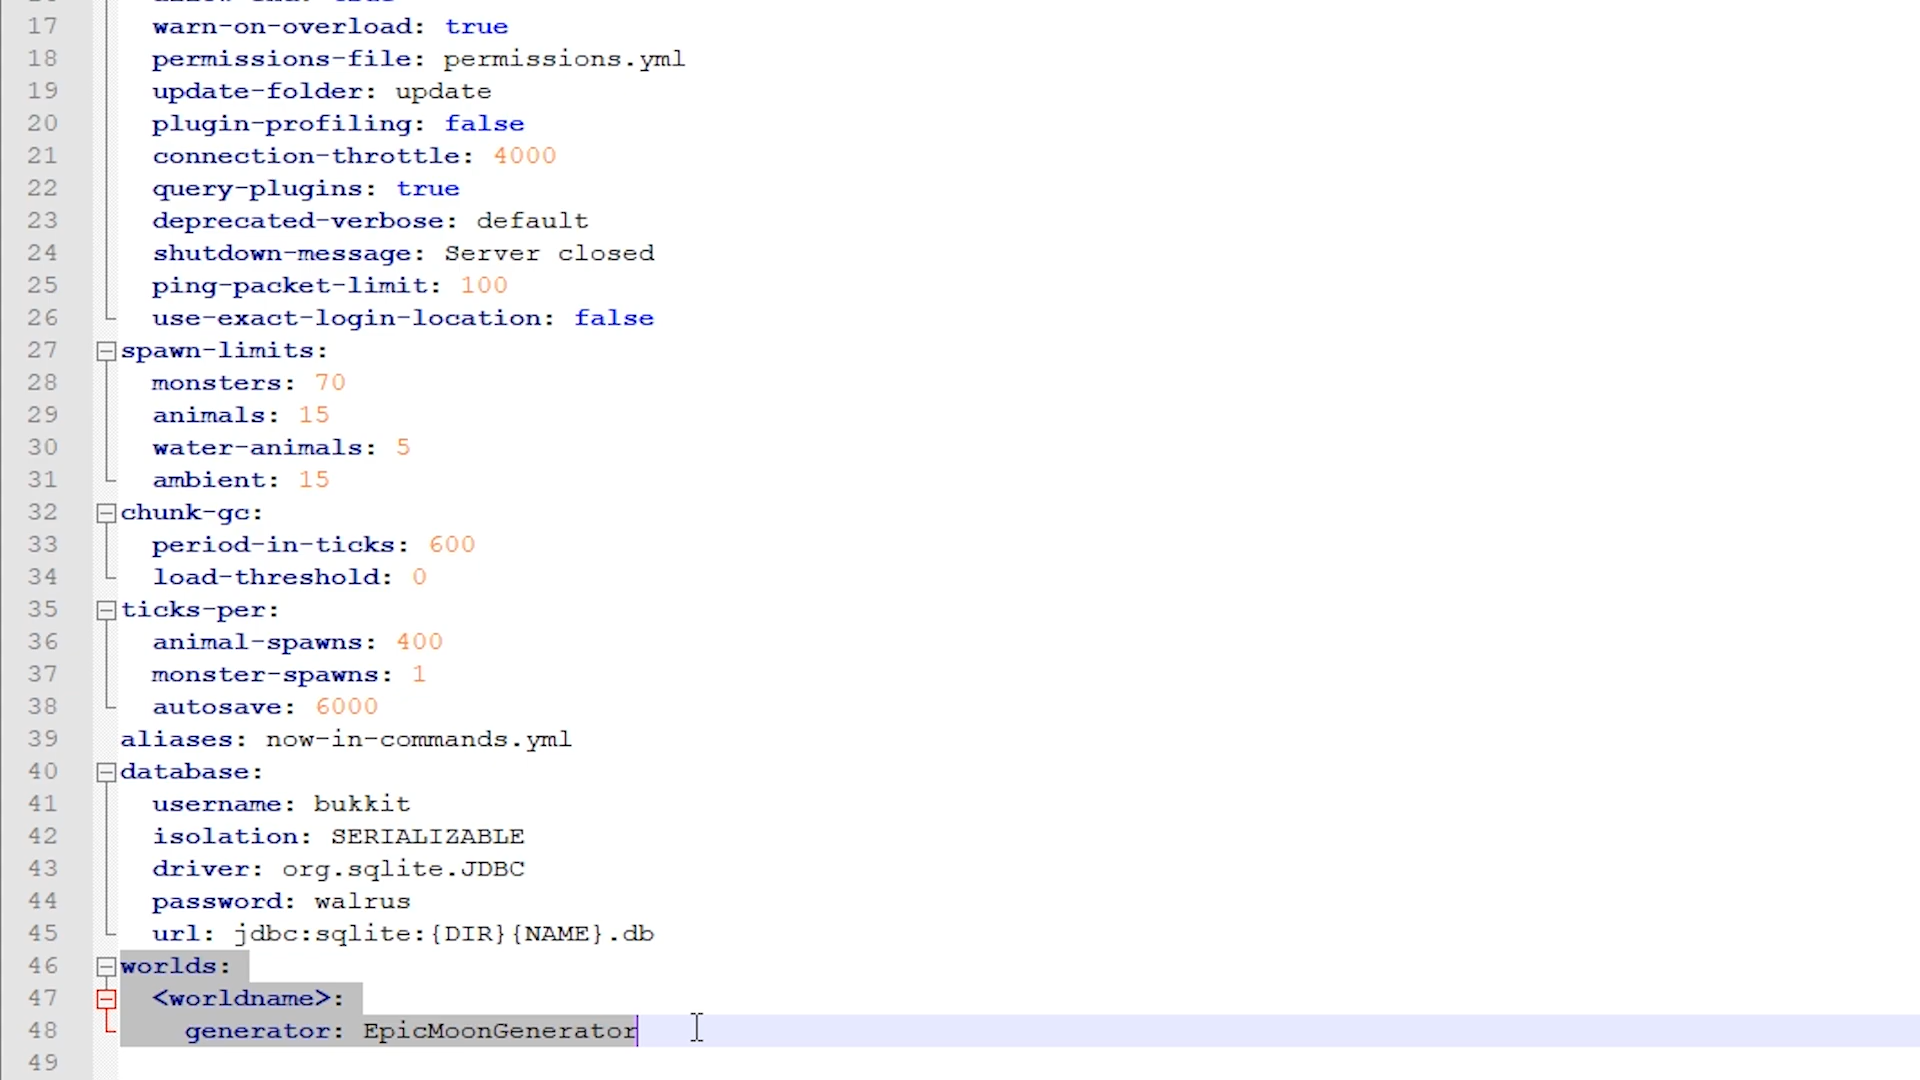 17 warn-on-overload: true
18 permissions-file: permissions.yml
19 update-folder: update
20 plugin-profiling: false
21 connection-throttle: 4000
22 query-plugins: true
23 deprecated-verbose: default
24 shutdown-message: Server closed
25 ping-packet-limit: 100
26 use-exact-login-location: false
27 spawn-limits:
28 monsters: 70
29 animals: 15
30 water-animals: 5
31 ambient: 15
32 chunk-gc:
33 period-in-ticks: 600
34 load-threshold: 0
35 ticks-per:
36 animal-spawns: 400
37 monster-spawns: 1
38 autosave: 6000
39 aliases: now-in-commands.yml
40 database:
41 username: bukkit
42 isolation: SERIALIZABLE
43 driver: org.sqlite.JDBC
44 password: walrus
45 url: jdbc:sqlite:{DIR}{NAME}.db
46 worlds:
47 <worldname>:
48 generator: EpicMoonGenerator
49